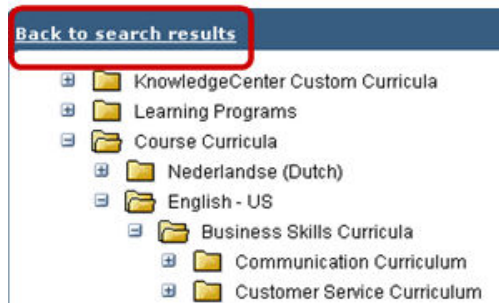 Back to search results
KnowledgeCenter Custom Curricula
Learning Programs
Course Curricula
Nederlandse (Dutch)
English - US
Business Skills Curricula
Communication Curriculum
Customer Service Curriculum